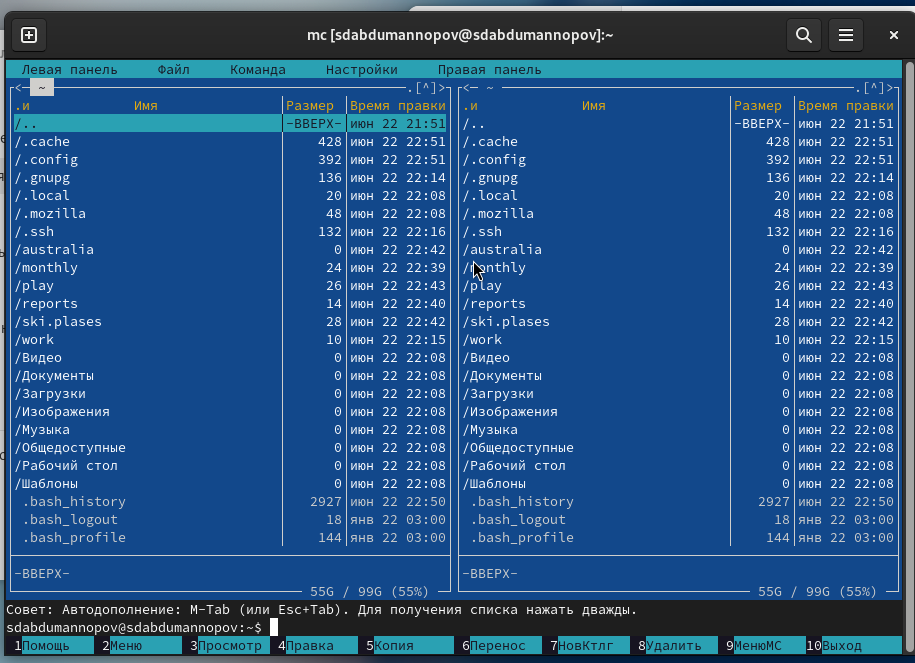 mc [sdabdumannopov@sdabdumannopov]:~
Левая панель Файл Команда Настройки Правая панель
<- ~ .[^]> <- ~ .[^]>
.и Имя Размер Время правки .и Имя Размер Время правки
/.. -ВВЕРХ- июн 22 21:51 /.. -ВВЕРХ- июн 22 21:51
/.cache 428 июн 22 22:51 /.cache 428 июн 22 22:51
/.config 392 июн 22 22:51 /.config 392 июн 22 22:51
/.gnupg 136 июн 22 22:14 /.gnupg 136 июн 22 22:14
/.local 20 июн 22 22:08 /.local 20 июн 22 22:08
/.mozilla 48 июн 22 22:08 /.mozilla 48 июн 22 22:08
/.ssh 132 июн 22 22:16 /.ssh 132 июн 22 22:16
/australia 0 июн 22 22:42 /australia 0 июн 22 22:42
/monthly 24 июн 22 22:39 /monthly 24 июн 22 22:39
/play 26 июн 22 22:43 /play 26 июн 22 22:43
/reports 14 июн 22 22:40 /reports 14 июн 22 22:40
/ski.plases 28 июн 22 22:42 /ski.plases 28 июн 22 22:42
/work 10 июн 22 22:15 /work 10 июн 22 22:15
/Видео 0 июн 22 22:08 /Видео 0 июн 22 22:08
/Документы 0 июн 22 22:08 /Документы 0 июн 22 22:08
/Загрузки 0 июн 22 22:08 /Загрузки 0 июн 22 22:08
/Изображения 0 июн 22 22:08 /Изображения 0 июн 22 22:08
/Музыка 0 июн 22 22:08 /Музыка 0 июн 22 22:08
/Общедоступные 0 июн 22 22:08 /Общедоступные 0 июн 22 22:08
/Рабочий стол 0 июн 22 22:08 /Рабочий стол 0 июн 22 22:08
/Шаблоны 0 июн 22 22:08 /Шаблоны 0 июн 22 22:08
.bash_history 2927 июн 22 22:50 .bash_history 2927 июн 22 22:50
.bash_logout 18 янв 22 03:00 .bash_logout 18 янв 22 03:00
.bash_profile 144 янв 22 03:00 .bash_profile 144 янв 22 03:00
-ВВЕРХ- -ВВЕРХ-
55G / 99G (55%) 55G / 99G (55%)
Совет: Автодополнение: M-Tab (или Esc+Tab). Для получения списка нажать дважды.
sdabdumannopov@sdabdumannopov:~$
1Помощь 2Меню 3Просмотр 4Правка 5Копия 6Перенос 7НовКтлг 8Удалить 9МенюМС 10Выход